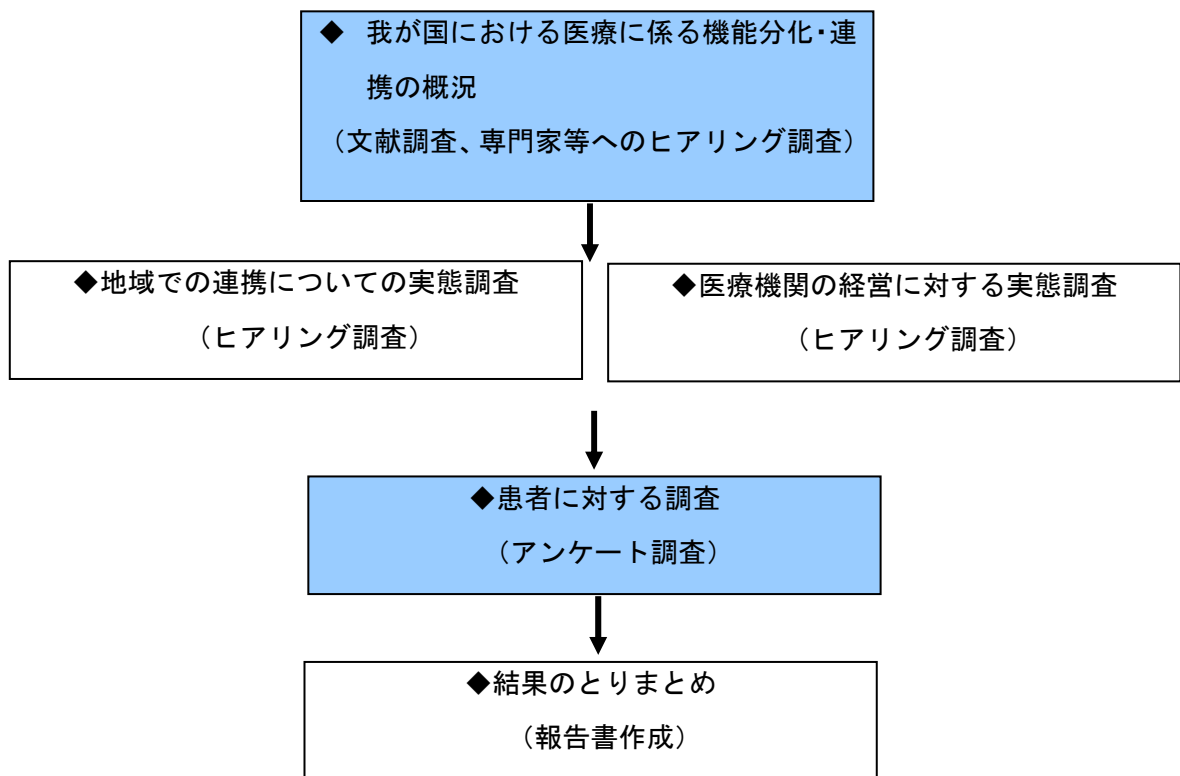 ◆ 我が国における医療に係る機能分化・連
携の概況
（文献調査、専門家等へのヒアリング調査）
◆地域での連携についての実態調査
（ヒアリング調査）
◆医療機関の経営に対する実態調査
（ヒアリング調査）
◆患者に対する調査
（アンケート調査）
◆結果のとりまとめ
（報告書作成）